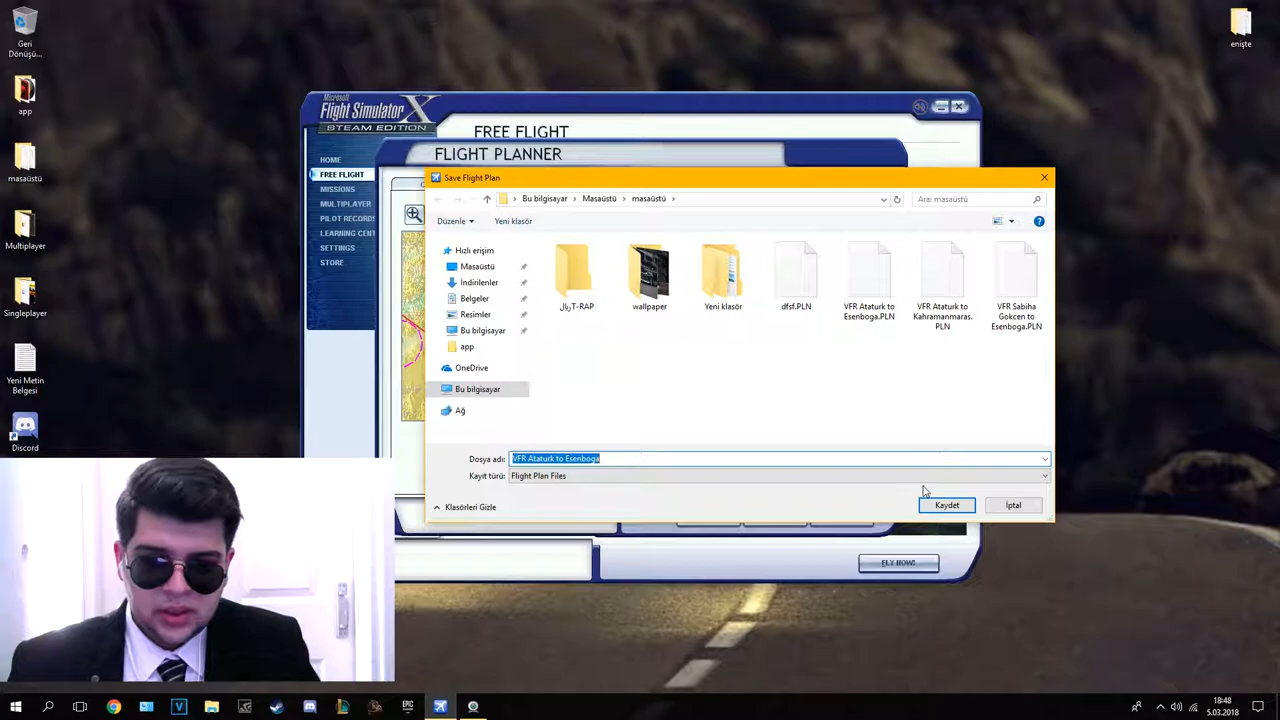 Geri
Dönüşü...
app
masaüstü
Multiplayer
Singleplayer
Yeni Metin
Belgesi
Discord
enişte
Microsoft
Flight Simulator X
STEAM EDITION
HOME
FREE FLIGHT
MISSIONS
MULTIPLAYER
PILOT RECORDS
LEARNING CENT
SETTINGS
STORE
FREE FLIGHT
FLIGHT PLANNER
Save Flight Plan
Bu bilgisayar > Masaüstü > masaüstü >
Ara: masaüstü
Düzenle
Yeni klasör
Hızlı erişim
Masaüstü
İndirilenler
Belgeler
Resimler
Bu bilgisayar
app
OneDrive
Bu bilgisayar
Ağ
T-RAP ﷼
wallpaper
Yeni klasör
dfsf.PLN
VFR Ataturk to
Esenboga.PLN
VFR Ataturk to
Kahramanmaras.
PLN
VFR Sabiha
Gokcen to
Esenboga.PLN
Dosya adı: VFR Ataturk to Esenboga
Kayıt türü: Flight Plan Files
Klasörleri Gizle
Kaydet
İptal
FLY NOW!
EPIC
18:48
5.03.2018